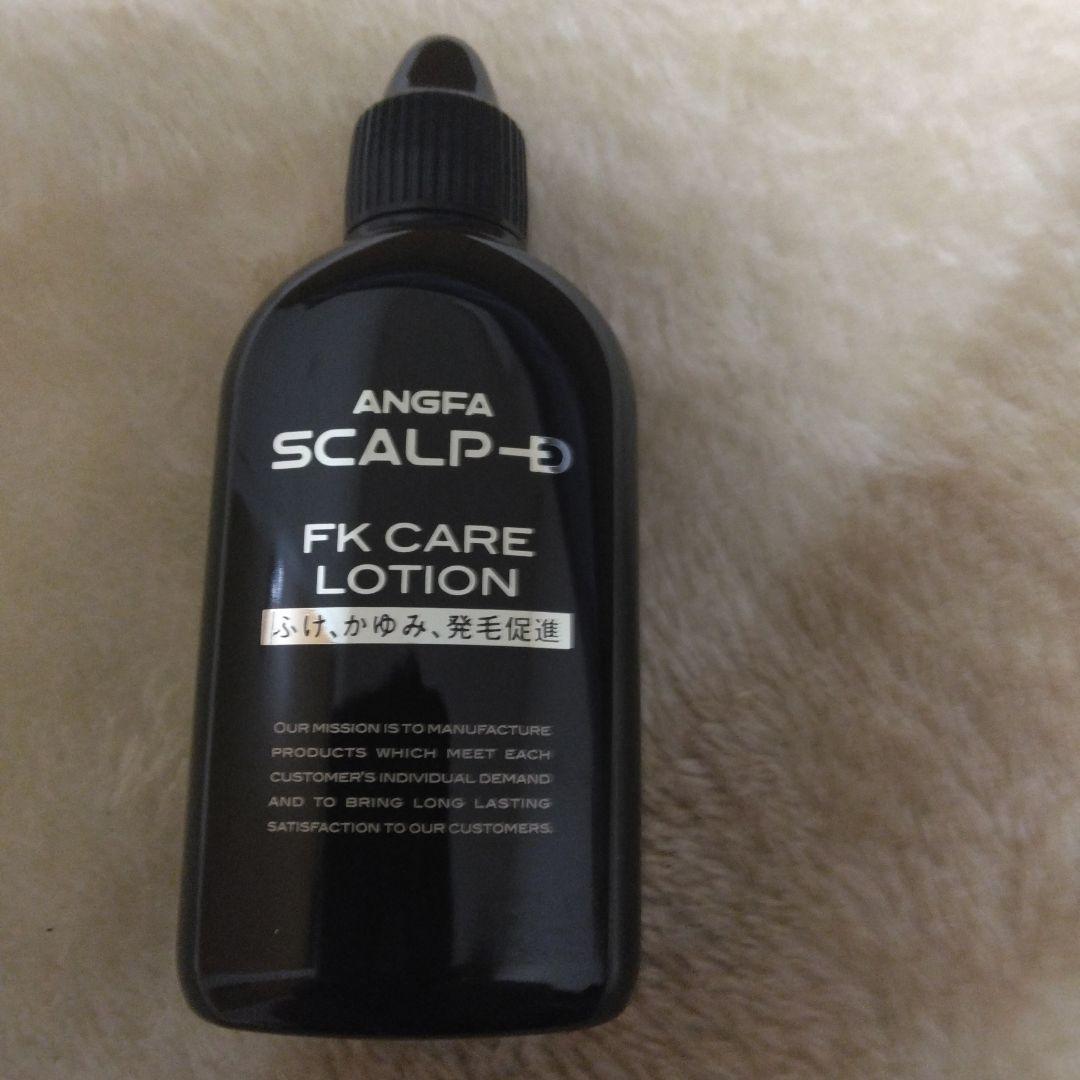 ANGFA
SCALP-D
FK CARE
LOTION
ふけ、かゆみ、発毛促進
OUR MISSION IS TO MANUFACTURE
PRODUCTS WHICH MEET EACH
CUSTOMER'S INDIVIDUAL DEMAND
AND TO BRING LONG LASTING
SATISFACTION TO OUR CUSTOMERS.